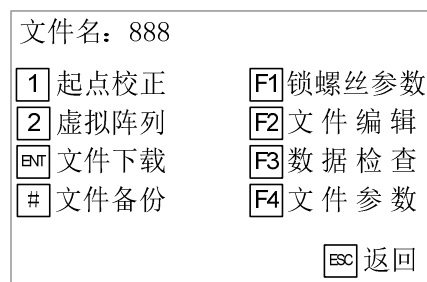 文件名：888
1 起点校正 F1 锁螺丝参数
2 虚拟阵列 F2 文件编辑
ENT 文件下载 F3 数据检查
# 文件备份 F4 文件参数
ESC 返回